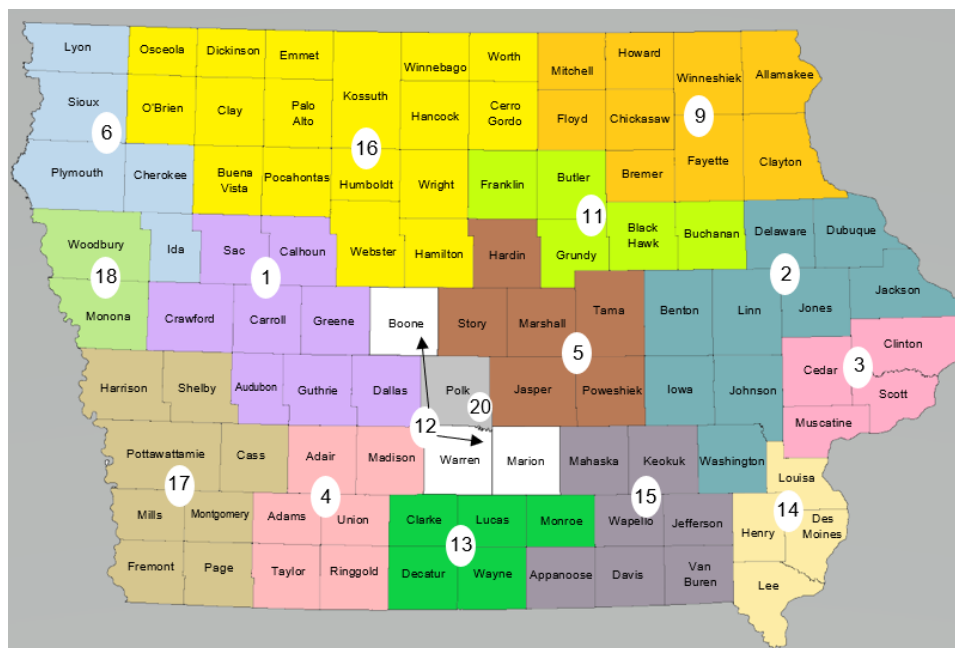 Lyon
Osceola
Dickinson
Emmet
Winnebago
Worth
Mitchell
Howard
Winneshiek
Allamakee
Sioux
O'Brien
Clay
Palo
Alto
Kossuth
Hancock
Cerro
Gordo
Floyd
Chickasaw
9
6
16
Plymouth
Cherokee
Buena
Vista
Pocahontas
Humboldt
Wright
Franklin
Butler
Bremer
Fayette
Clayton
11
Woodbury
Ida
Sac
Calhoun
Webster
Hamilton
Hardin
Grundy
Black
Hawk
Buchanan
Delaware
Dubuque
18
1
2
Monona
Crawford
Carroll
Greene
Boone
Story
Marshall
Tama
Benton
Linn
Jones
Jackson
5
Clinton
Cedar
3
Harrison
Shelby
Audubon
Guthrie
Dallas
Polk
20
Jasper
Poweshiek
Iowa
Johnson
Scott
Muscatine
12
Pottawattamie
Cass
Adair
Madison
Warren
Marion
Mahaska
Keokuk
Washington
Louisa
17
4
15
14
Mills
Montgomery
Adams
Union
Clarke
Lucas
Monroe
Wapello
Jefferson
Henry
Des
Moines
13
Fremont
Page
Taylor
Ringgold
Decatur
Wayne
Appanoose
Davis
Van
Buren
Lee